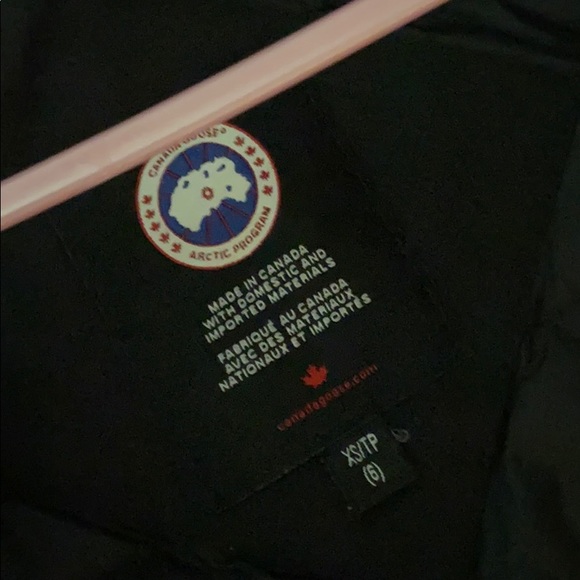 CANADA GOOSE®
ARCTIC PROGRAM
MADE IN CANADA
WITH DOMESTIC AND
IMPORTED MATERIALS
FABRIQUÉ AU CANADA
AVEC DES MATERIAUX
NATIONAUX ET IMPORTÉS
canadagoose.com
XS/TP
(6)